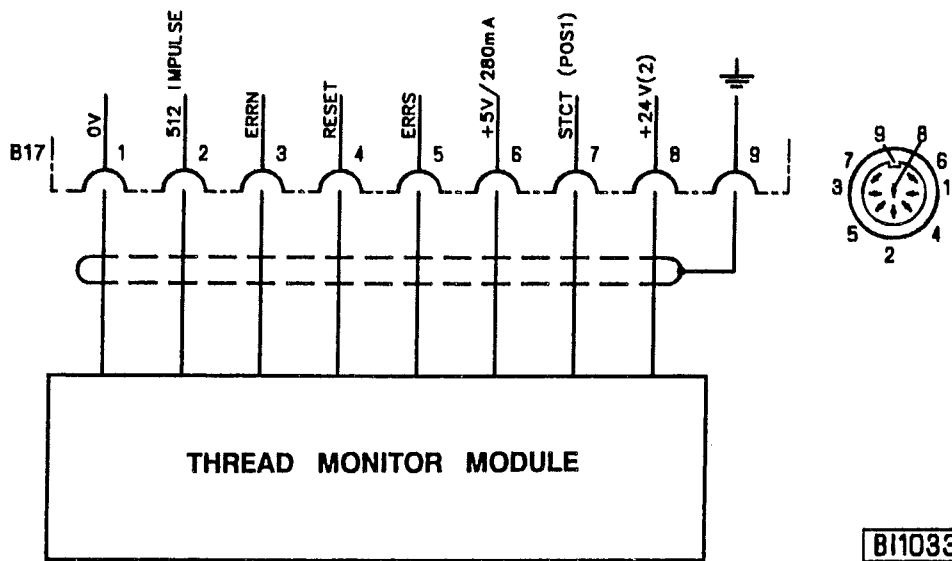 0V
512 IMPULSE
ERRN
RESET
ERRS
+5V/280mA
STCT (POS1)
+24V(2)
B17
1 2 3 4 5 6 7 8 9
9 8
7 6
3 1
5 4
2
THREAD MONITOR MODULE
BI1033